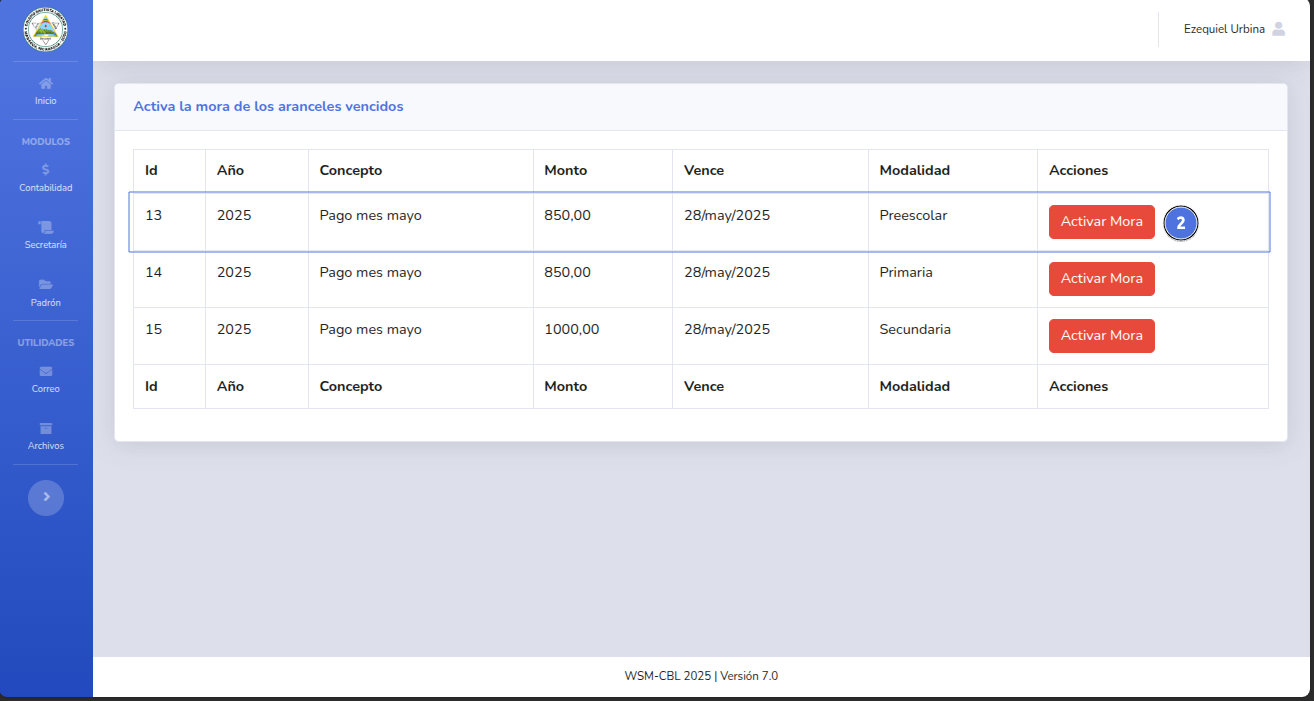 Ezequiel Urbina
Inicio
MODULOS
Contabilidad
Secretaría
Padrón
UTILIDADES
Correo
Archivos
Activa la mora de los aranceles vencidos
Id Año Concepto Monto Vence Modalidad Acciones
13 2025 Pago mes mayo 850,00 28/may/2025 Preescolar Activar Mora 2
14 2025 Pago mes mayo 850,00 28/may/2025 Primaria Activar Mora
15 2025 Pago mes mayo 1000,00 28/may/2025 Secundaria Activar Mora
Id Año Concepto Monto Vence Modalidad Acciones
WSM-CBL 2025 | Versión 7.0